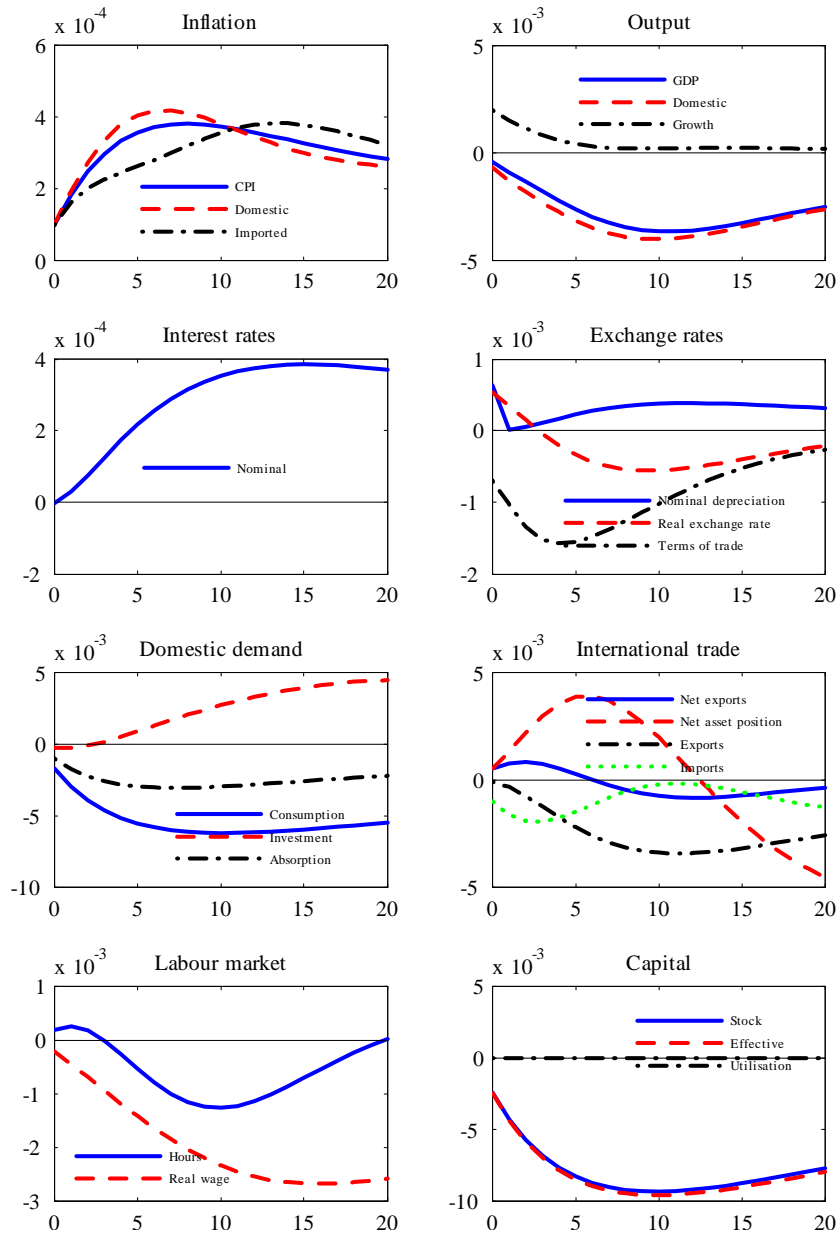 Inflation
x 10^-4
6
4
2
0
0 5 10 15 20
CPI
Domestic
Imported
Output
x 10^-3
5
0
-5
0 5 10 15 20
GDP
Domestic
Growth
Interest rates
x 10^-4
4
2
0
-2
0 5 10 15 20
Nominal
Exchange rates
x 10^-3
1
0
-1
-2
0 5 10 15 20
Nominal depreciation
Real exchange rate
Terms of trade
Domestic demand
x 10^-3
5
0
-5
-10
0 5 10 15 20
Consumption
Investment
Absorption
International trade
x 10^-3
5
0
-5
0 5 10 15 20
Net exports
Net asset position
Exports
Imports
Labour market
x 10^-3
1
0
-1
-2
-3
0 5 10 15 20
Hours
Real wage
Capital
x 10^-3
5
0
-5
-10
0 5 10 15 20
Stock
Effective
Utilisation